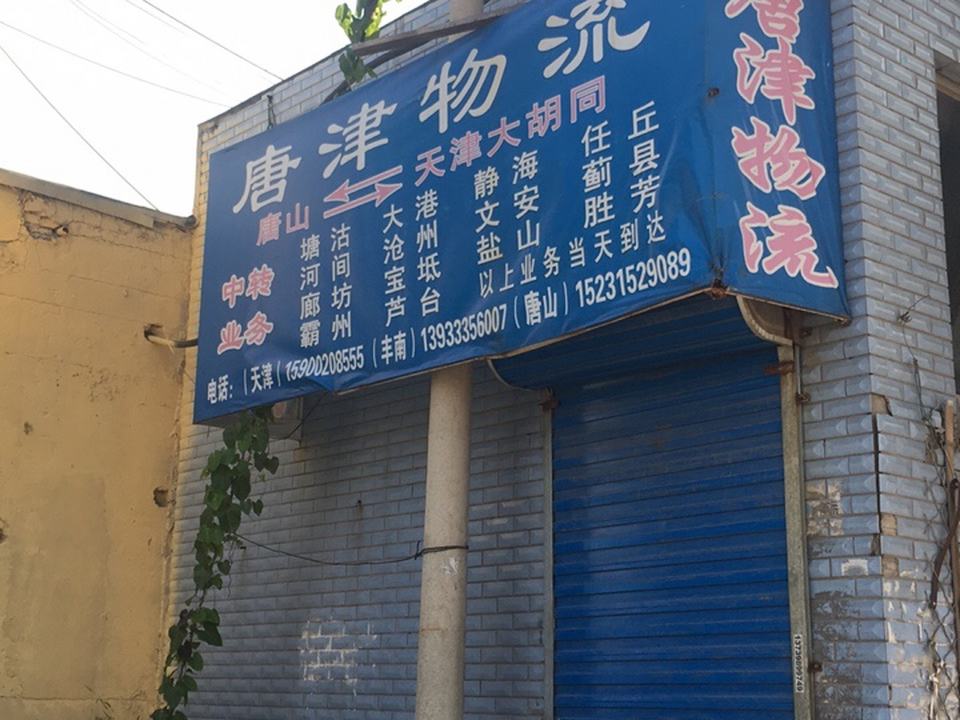 唐津物流
唐山 天津大胡同
中转业务
塘沽 大港 静海 任丘
河间 沧州 文安 蓟县
廊坊 宝坻 盐山 胜芳
霸州 芦台 以上业务当天到达
电话：（天津）15900208555（丰南）13933356007（唐山）15231529089
唐津物流
13739809749